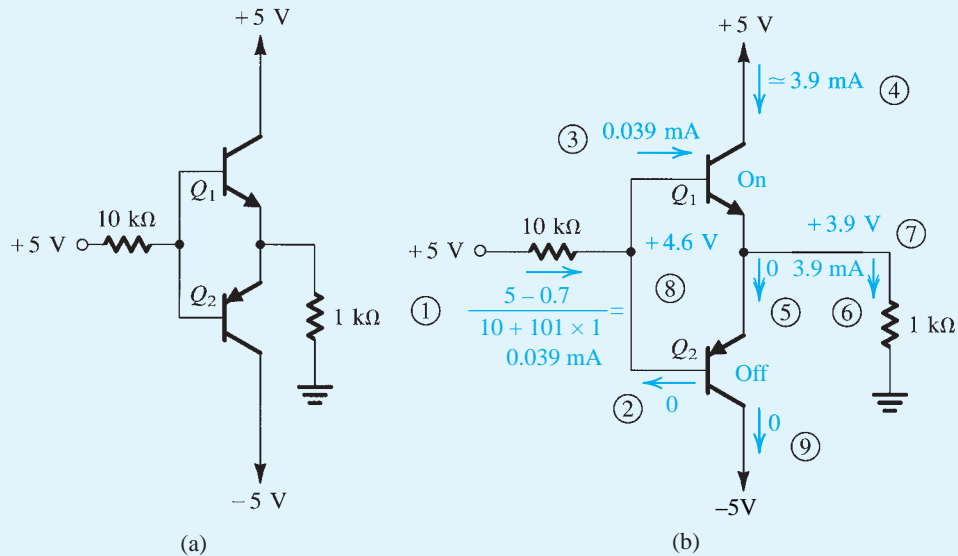 +5 V
Q1
10 kΩ
+5 V
Q2
1 kΩ
−5 V
(a)
+5 V
≃ 3.9 mA
④
③
0.039 mA
On
Q1
10 kΩ
+5 V
+4.6 V
+3.9 V
⑦
0
3.9 mA
①
5 – 0.7
10 + 101 × 1
=
0.039 mA
⑧
⑤
⑥
1 kΩ
Q2
Off
②
0
0
⑨
–5V
(b)